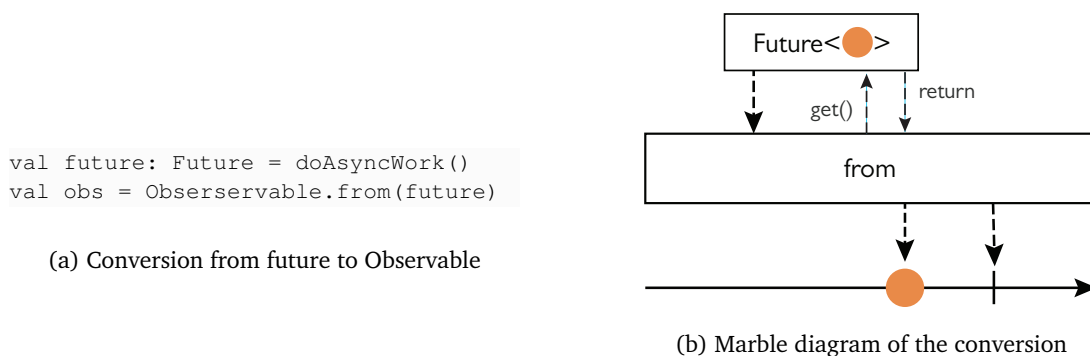 val future: Future = doAsyncWork()
val obs = Obserservable.from(future)
(a) Conversion from future to Observable
Future< >
get()
return
from
(b) Marble diagram of the conversion